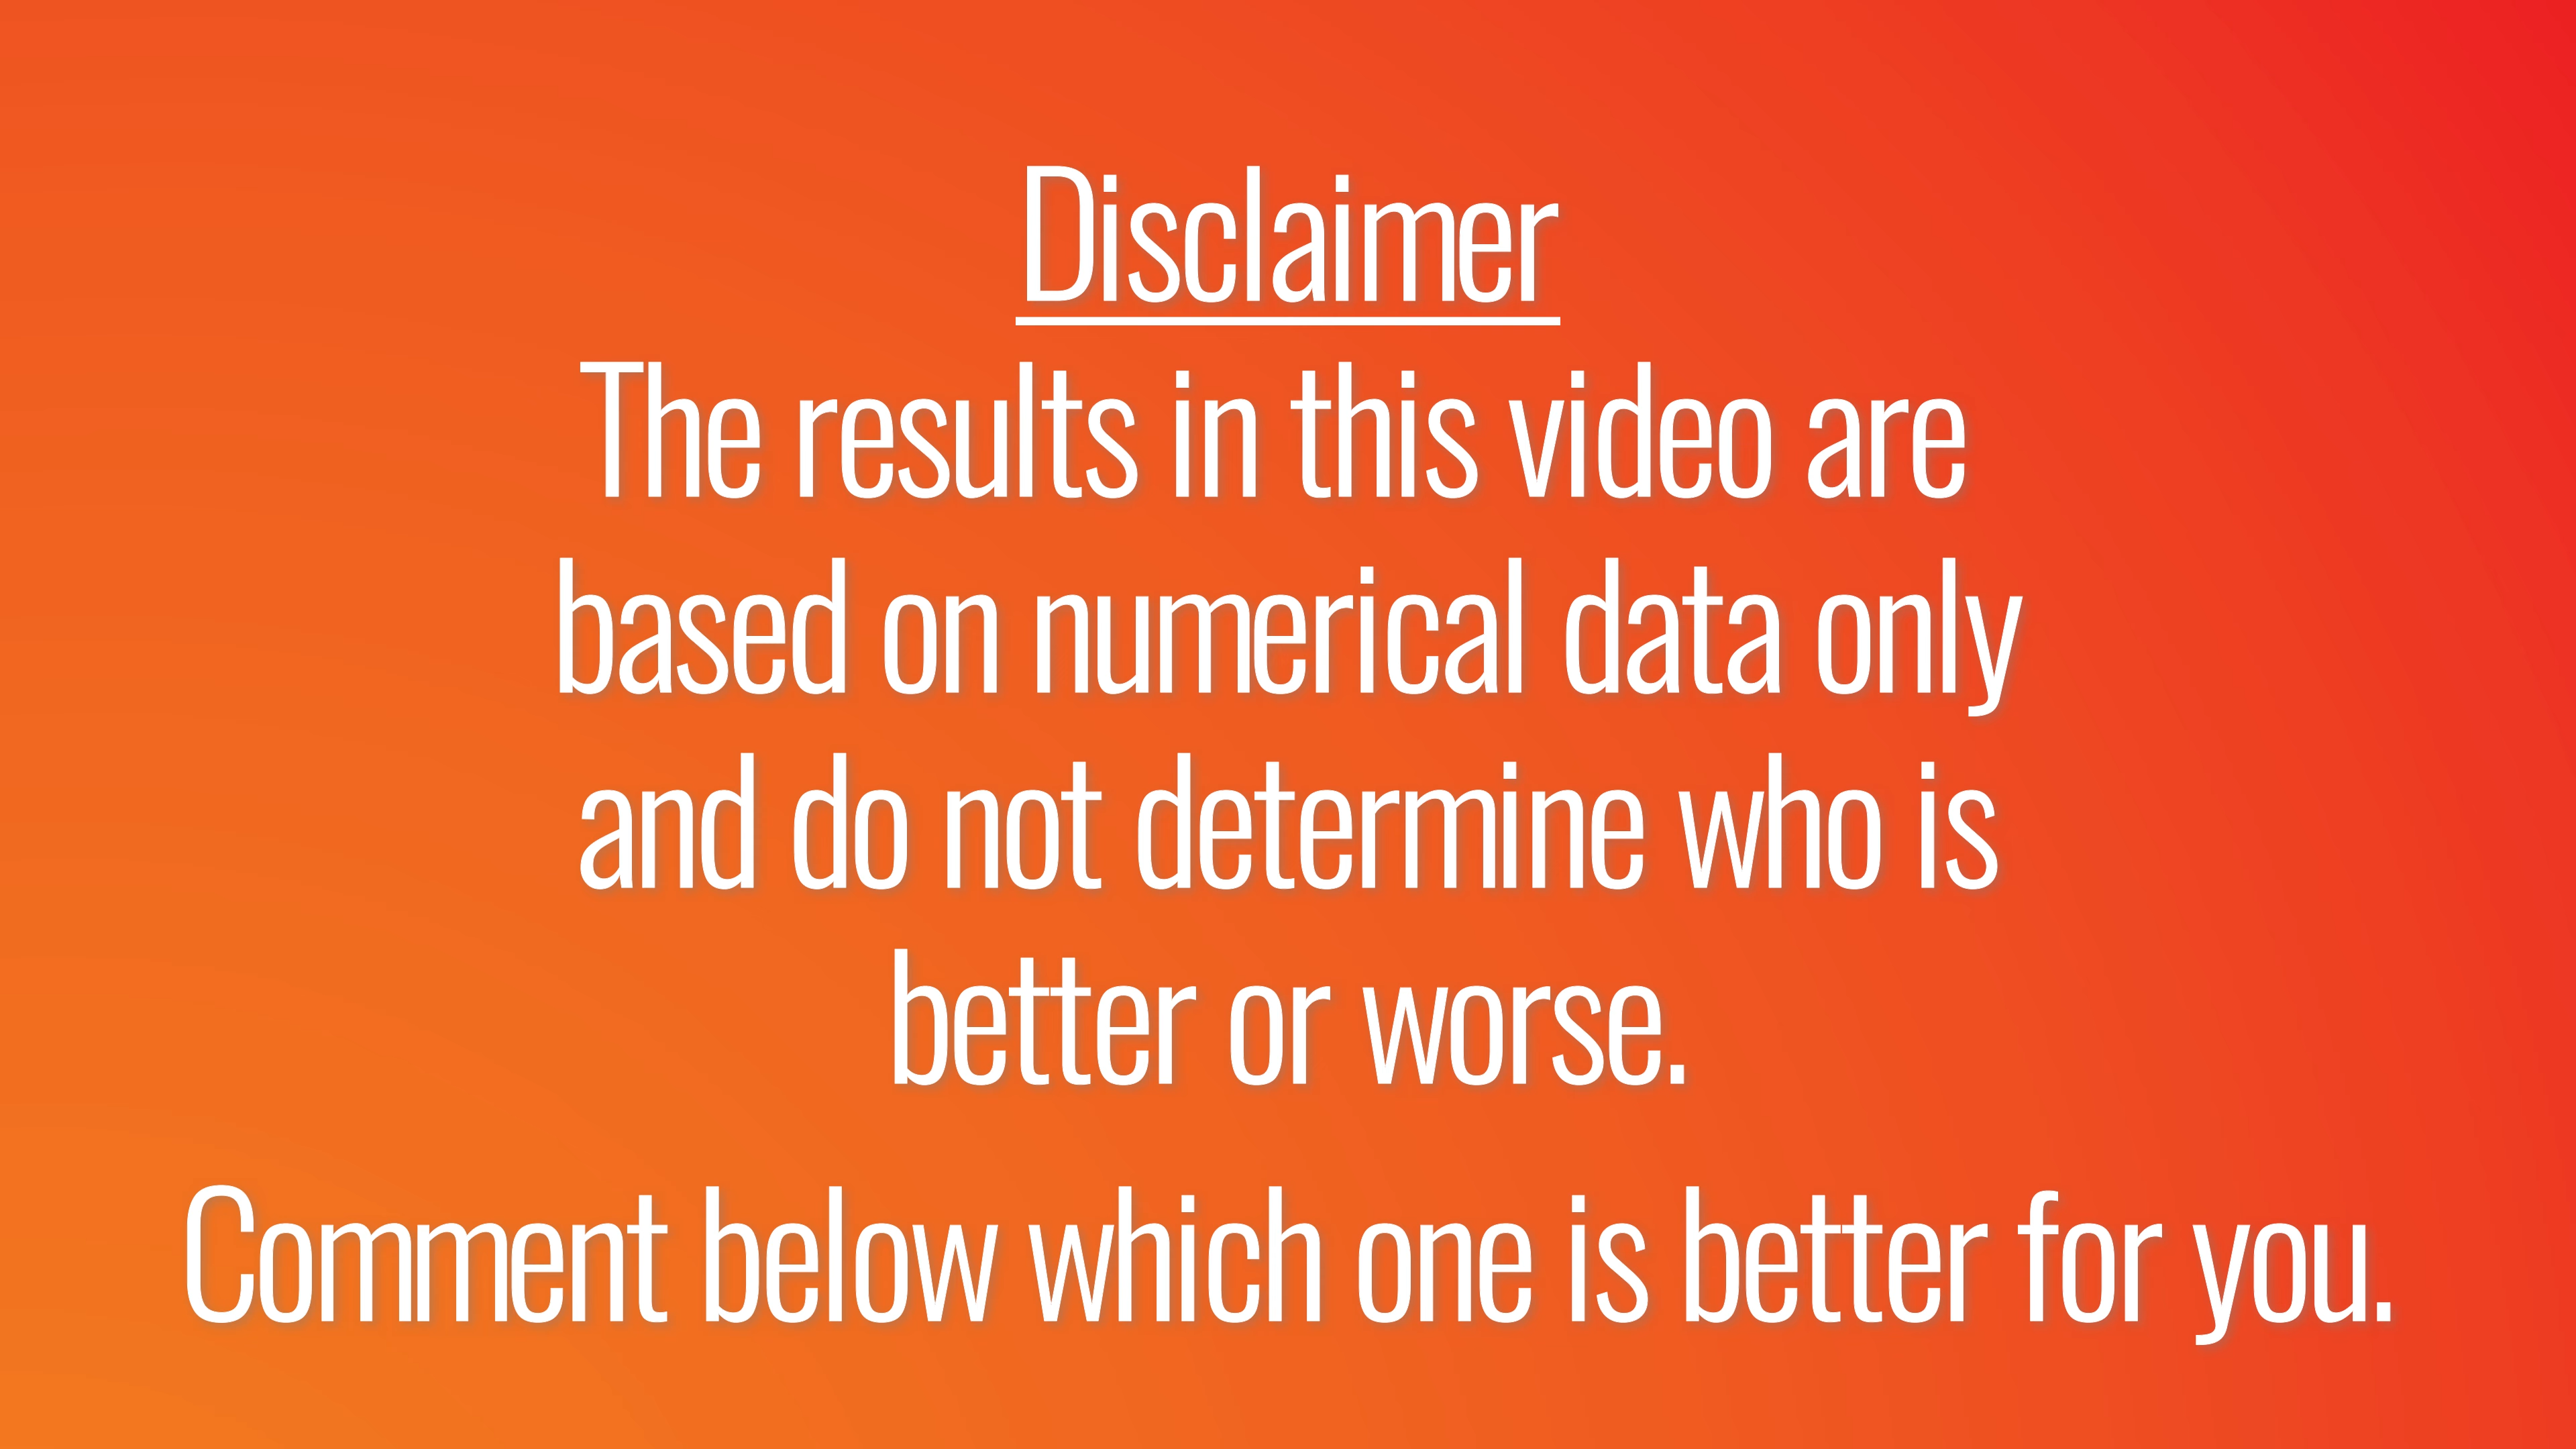 Disclaimer
The results in this video are
based on numerical data only
and do not determine who is
better or worse.
Comment below which one is better for you.